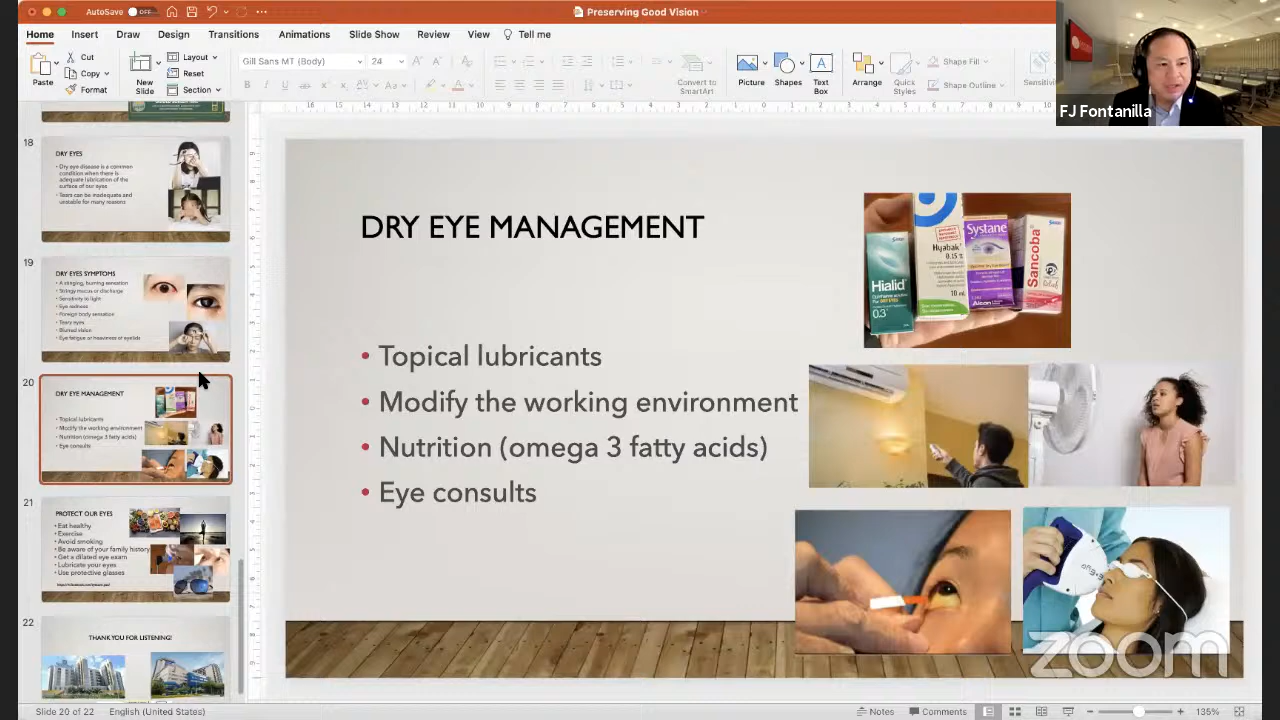 AutoSave
OFF
Preserving Good Vision
Home
Insert
Draw
Design
Transitions
Animations
Slide Show
Review
View
Tell me
Paste
Cut
Copy
Format
New
Slide
Layout
Reset
Section
Gill Sans MT (Body)
24
Convert to
SmartArt
Picture
Shapes
Text
Box
Arrange
Quick
Styles
Shape Fill
Shape Outline
FJ Fontanilla
18
DRY EYES
• Dry eye disease is a common
condition when there is
adequate lubrication of the
surface of our eyes
• Tears can be inadequate and
unstable for many reasons
19
DRY EYES SYMPTOMS
• A stinging, burning sensation
• Stringy mucus or discharge
• Sensitivity to light
• Eye redness
• Foreign body sensation
• Teary eyes
• Blurred vision
• Eye fatigue or heaviness of eyelids
20
DRY EYE MANAGEMENT
• Topical lubricants
• Modify the working environment
• Nutrition (omega 3 fatty acids)
• Eye consults
21
PROTECT OUR EYES
• Eat healthy
• Exercise
• Avoid smoking
• Be aware of your family history
• Get a dilated eye exam
• Lubricate your eyes
• Use protective glasses
22
THANK YOU FOR LISTENING!
DRY EYE MANAGEMENT
• Topical lubricants
• Modify the working environment
• Nutrition (omega 3 fatty acids)
• Eye consults
Hialid
0.3
Hyabak
0.15 %
10 mL
Systane
Alcon
Sancoba
zoom
Slide 20 of 22
English (United States)
Notes
Comments
135%